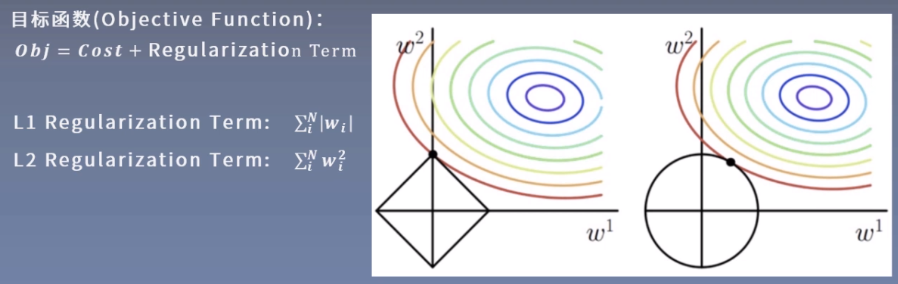 目标函数(Objective Function)：
Obj = Cost + Regularization Term
L1 Regularization Term: ∑ᵢᴺ|wᵢ|
L2 Regularization Term: ∑ᵢᴺ wᵢ²
w²
w¹
w²
w¹